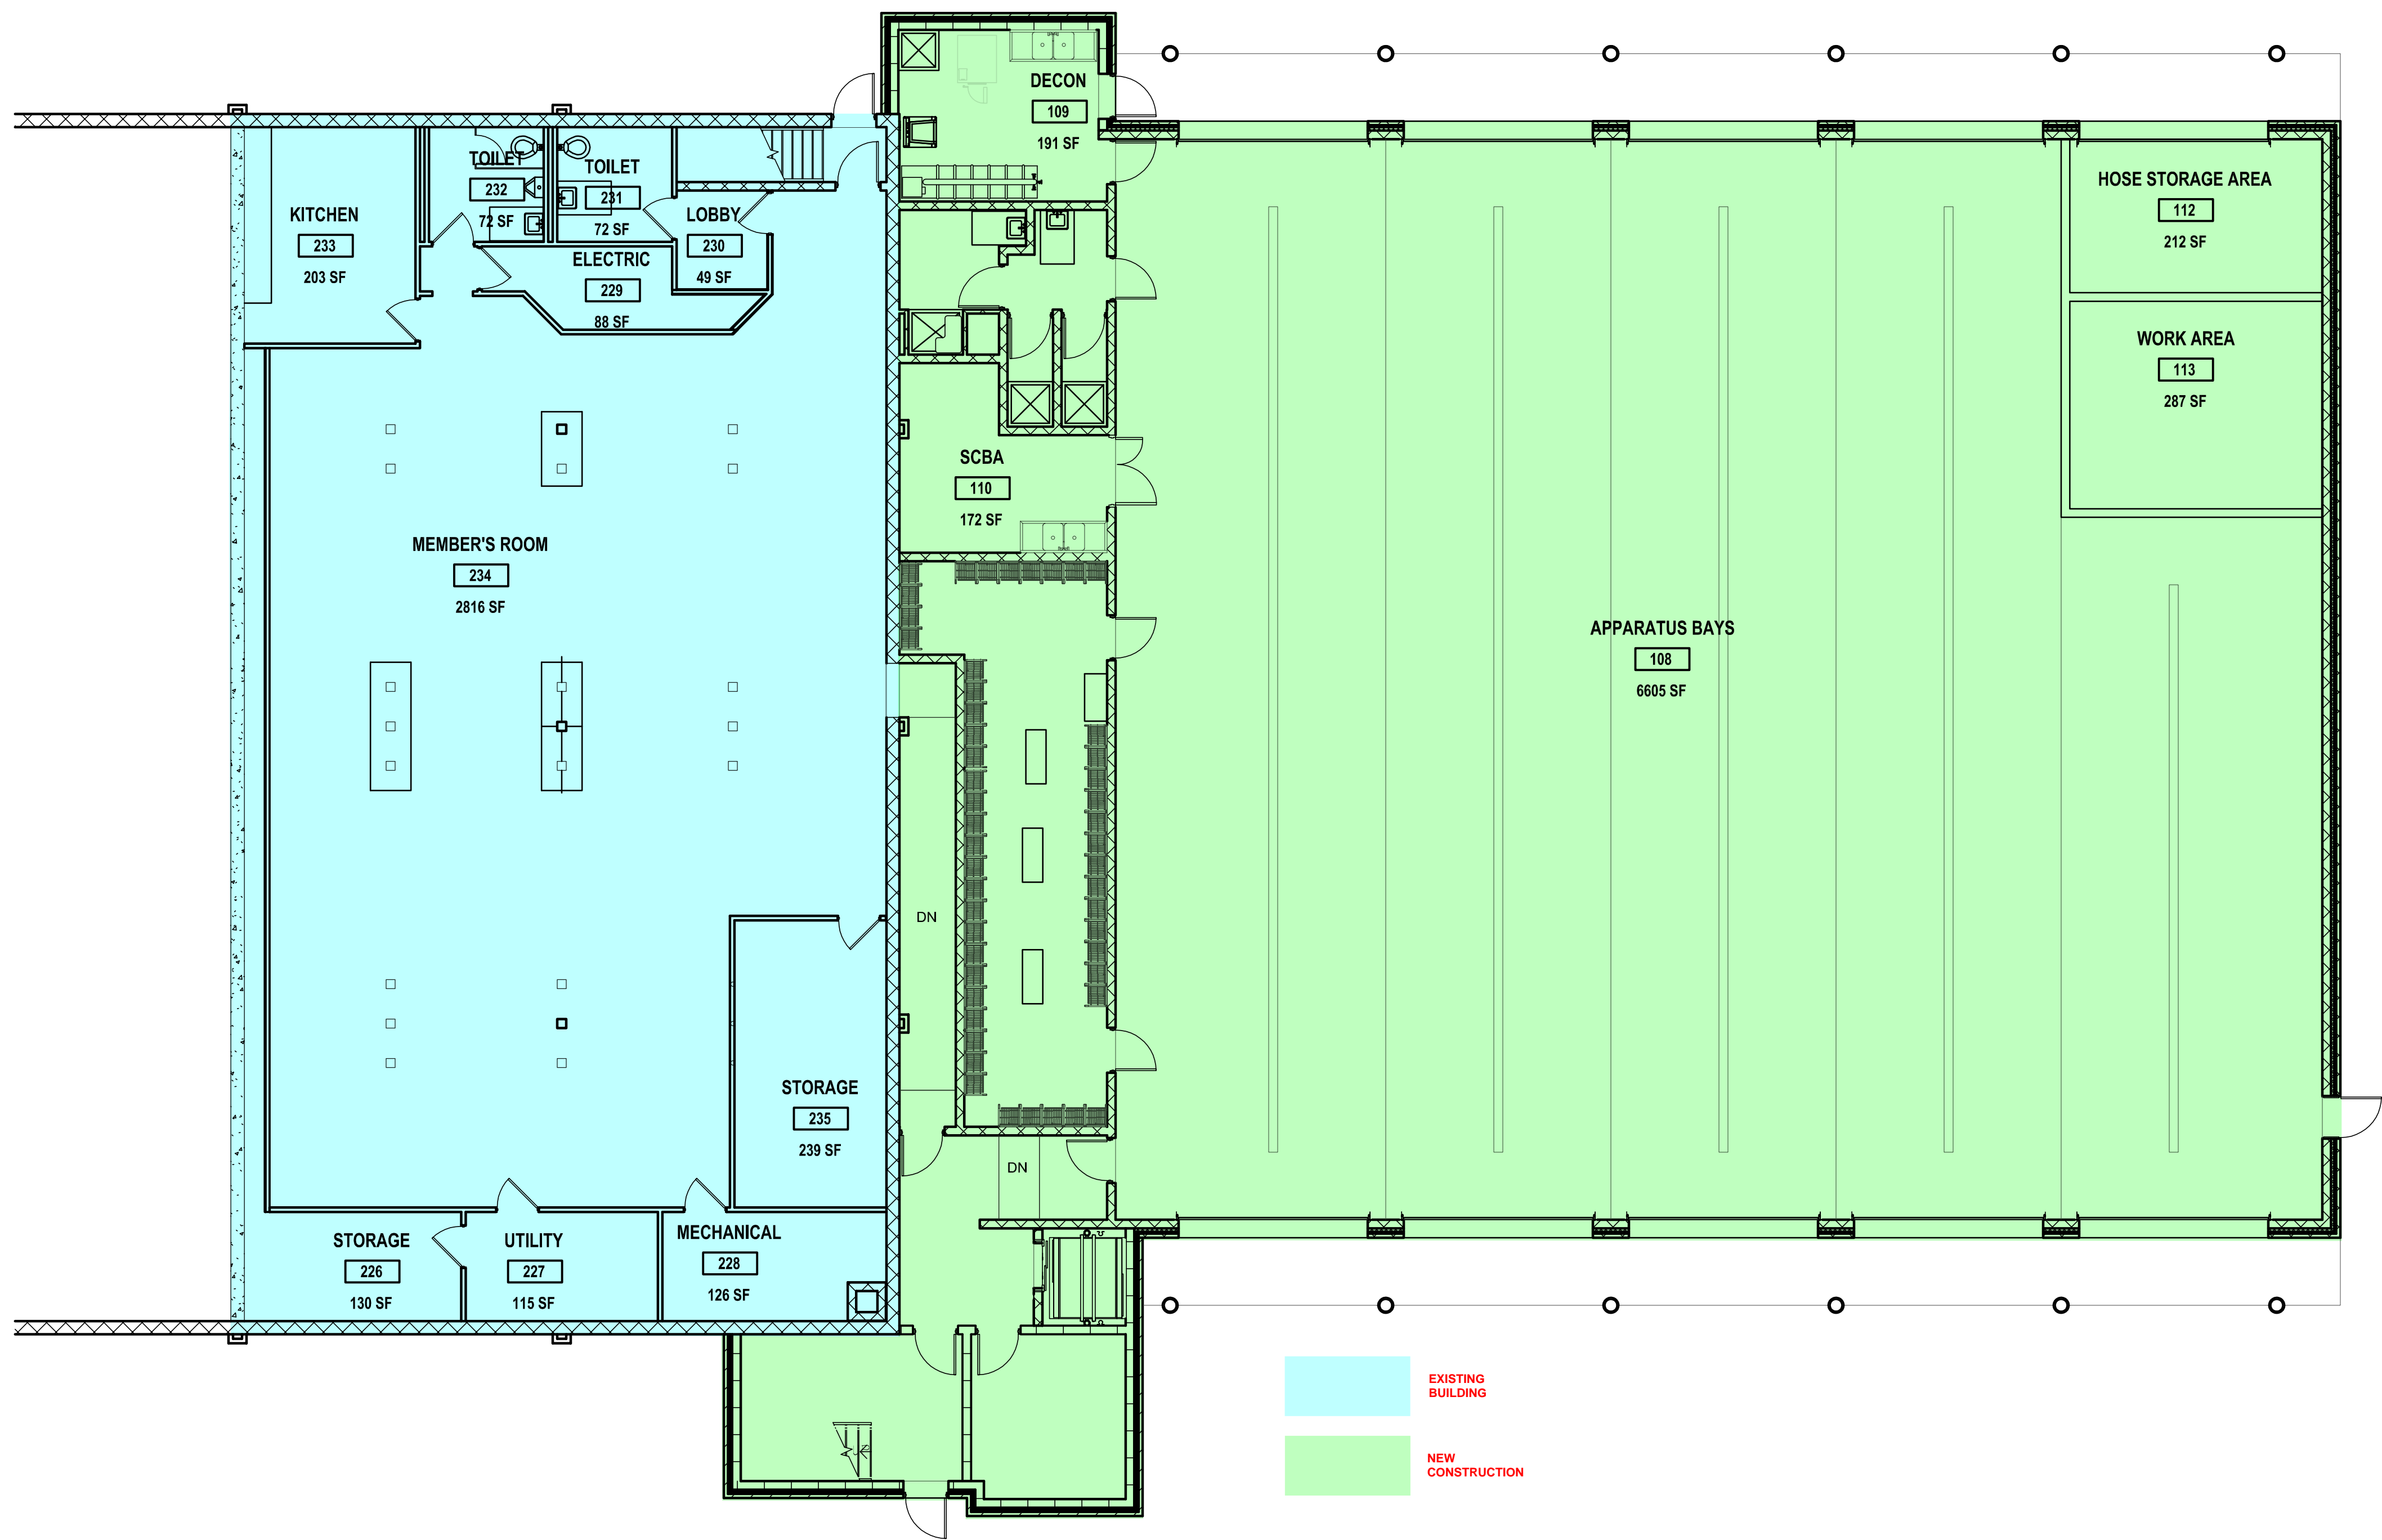 DECON
109
191 SF
TOILET
232
72 SF
TOILET
231
72 SF
KITCHEN
233
203 SF
LOBBY
230
49 SF
ELECTRIC
229
88 SF
HOSE STORAGE AREA
112
212 SF
WORK AREA
113
287 SF
SCBA
110
172 SF
MEMBER'S ROOM
234
2816 SF
APPARATUS BAYS
108
6605 SF
DN
STORAGE
235
239 SF
DN
STORAGE
226
130 SF
UTILITY
227
115 SF
MECHANICAL
228
126 SF
EXISTING
BUILDING
NEW
CONSTRUCTION